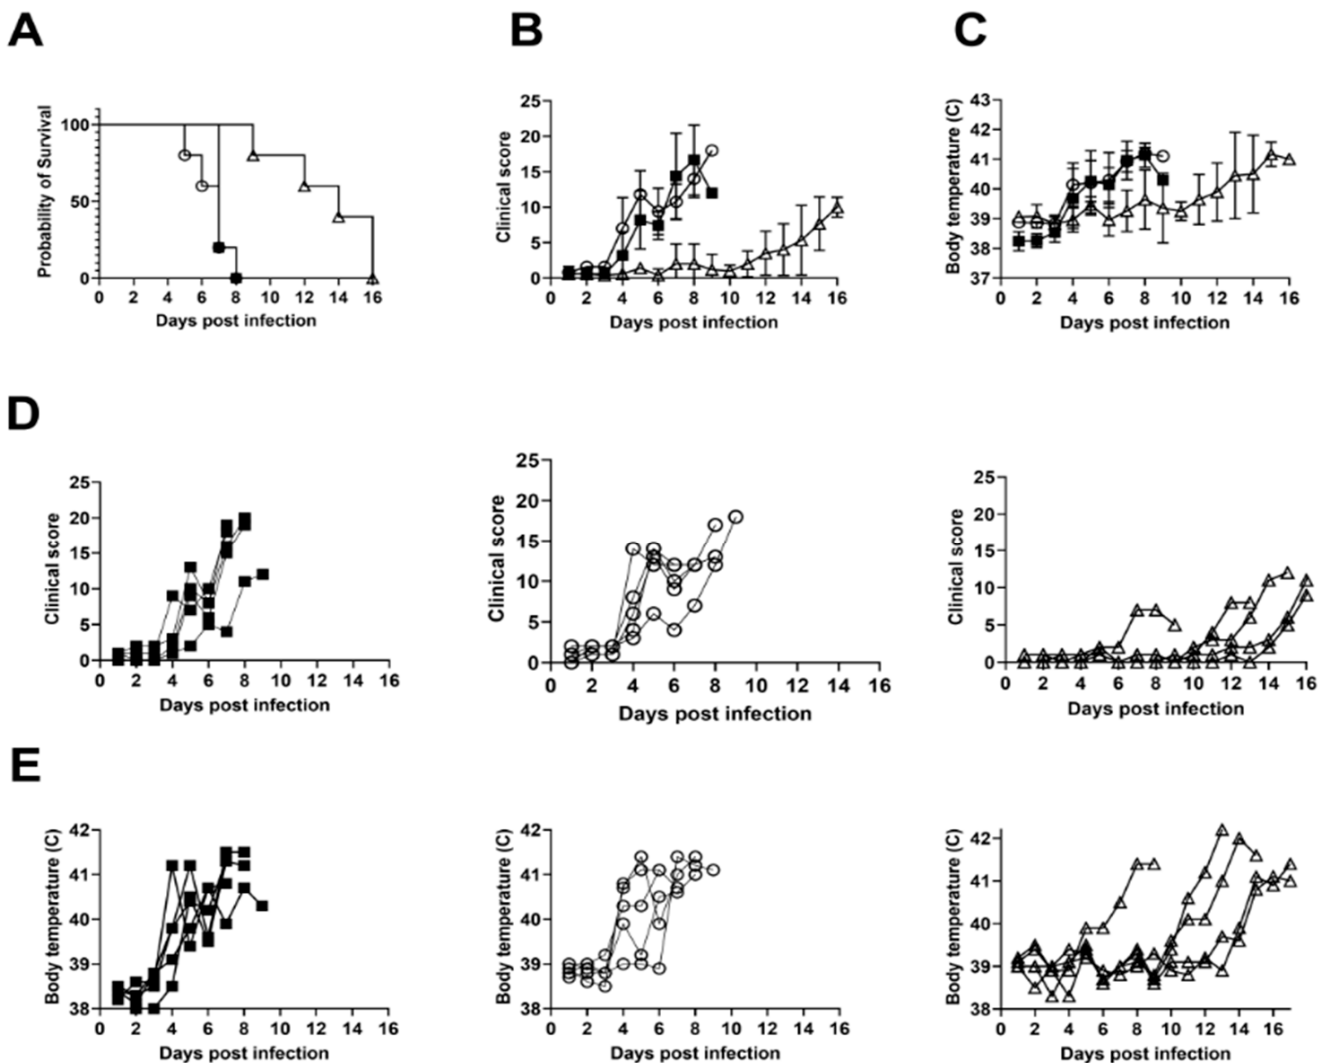 A
B
C
Probability of Survival
100
50
0
0 2 4 6 8 10 12 14 16
Days post infection
Clinical score
25
20
15
10
5
0
0 2 4 6 8 10 12 14 16
Days post infection
Body temperature (C)
43
42
41
40
39
38
37
0 2 4 6 8 10 12 14 16
Days post infection
D
Clinical score
25
20
15
10
5
0
0 2 4 6 8 10 12 14 16
Days post infection
Clinical score
25
20
15
10
5
0
0 2 4 6 8 10 12 14 16
Days post infection
Clinical score
25
20
15
10
5
0
0 2 4 6 8 10 12 14 16
Days post infection
E
Body temperature (C)
42
41
40
39
38
0 2 4 6 8 10 12 14 16
Days post infection
Body temperature (C)
42
41
40
39
38
0 2 4 6 8 10 12 14 16
Days post infection
Body temperature (C)
42
41
40
39
38
0 2 4 6 8 10 12 14 16
Days post infection